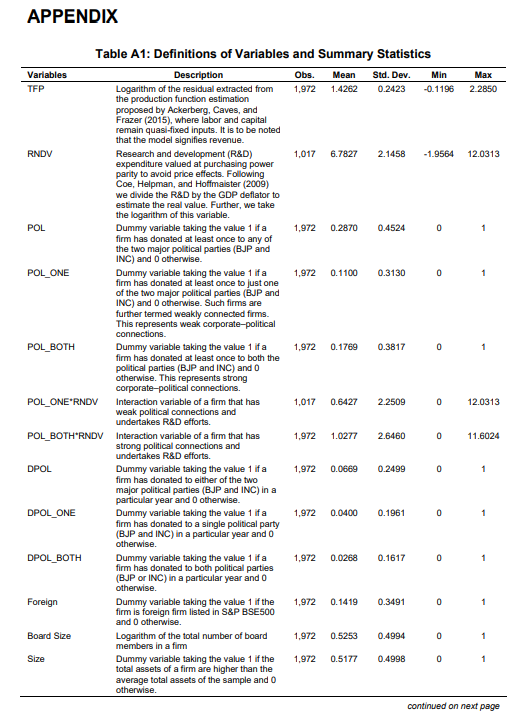 APPENDIX
Table A1: Definitions of Variables and Summary Statistics
Variables Description Obs. Mean Std. Dev. Min Max
TFP Logarithm of the residual extracted from 1,972 1.4262 0.2423 -0.1196 2.2850
the production function estimation
proposed by Ackerberg, Caves, and
Frazer (2015), where labor and capital
remain quasi-fixed inputs. It is to be noted
that the model signifies revenue.
RNDV Research and development (R&D) 1,017 6.7827 2.1458 -1.9564 12.0313
expenditure valued at purchasing power
parity to avoid price effects. Following
Coe, Helpman, and Hoffmaister (2009)
we divide the R&D by the GDP deflator to
estimate the real value. Further, we take
the logarithm of this variable.
POL Dummy variable taking the value 1 if a 1,972 0.2870 0.4524 0 1
firm has donated at least once to any of
the two major political parties (BJP and
INC) and 0 otherwise.
POL_ONE Dummy variable taking the value 1 if a 1,972 0.1100 0.3130 0 1
firm has donated at least once to just one
of the two major political parties (BJP and
INC) and 0 otherwise. Such firms are
further termed weakly connected firms.
This represents weak corporate–political
connections.
POL_BOTH Dummy variable taking the value 1 if a 1,972 0.1769 0.3817 0 1
firm has donated at least once to both the
political parties (BJP and INC) and 0
otherwise. This represents strong
corporate–political connections.
POL_ONE*RNDV Interaction variable of a firm that has 1,017 0.6427 2.2509 0 12.0313
weak political connections and
undertakes R&D efforts.
POL_BOTH*RNDV Interaction variable of a firm that has 1,972 1.0277 2.6460 0 11.6024
strong political connections and
undertakes R&D efforts.
DPOL Dummy variable taking the value 1 if a 1,972 0.0669 0.2499 0 1
firm has donated to either of the two
major political parties (BJP and INC) in a
particular year and 0 otherwise.
DPOL_ONE Dummy variable taking the value 1 if a 1,972 0.0400 0.1961 0 1
firm has donated to a single political party
(BJP and INC) in a particular year and 0
otherwise.
DPOL_BOTH Dummy variable taking the value 1 if a 1,972 0.0268 0.1617 0 1
firm has donated to both political parties
(BJP or INC) in a particular year and 0
otherwise.
Foreign Dummy variable taking the value 1 if the 1,972 0.1419 0.3491 0 1
firm is foreign firm listed in S&P BSE500
and 0 otherwise.
Board Size Logarithm of the total number of board 1,972 0.5253 0.4994 0 1
members in a firm
Size Dummy variable taking the value 1 if the 1,972 0.5177 0.4998 0 1
total assets of a firm are higher than the
average total assets of the sample and 0
otherwise.
continued on next page